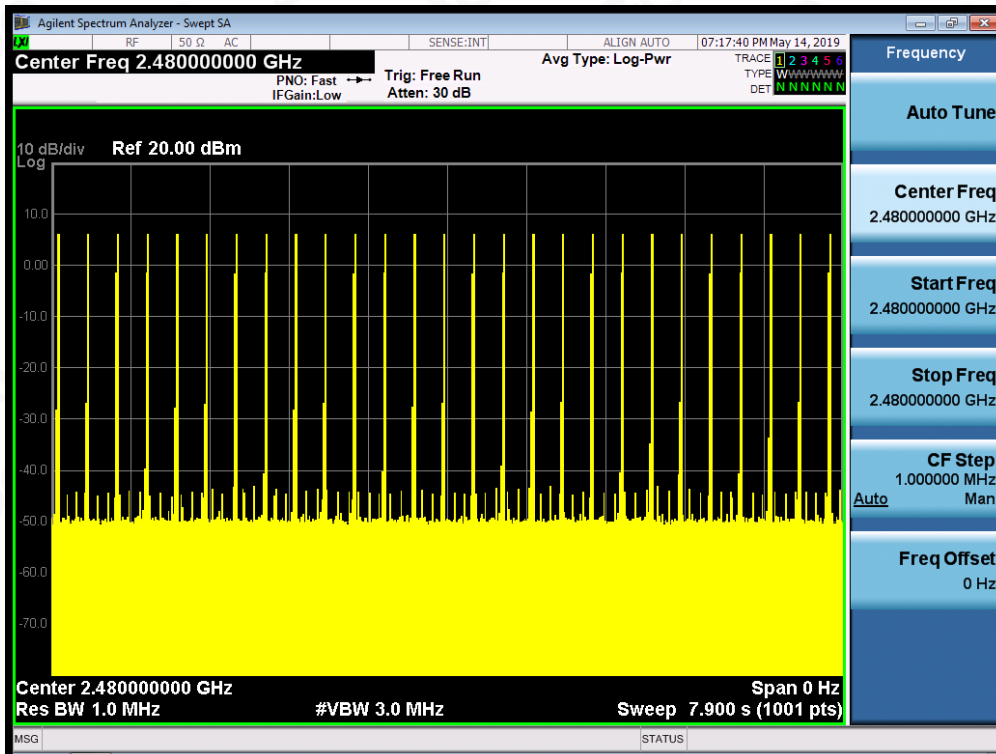 Agilent Spectrum Analyzer - Swept SA
LXI RF 50 Ω AC SENSE:INT ALIGN AUTO 07:17:40 PM May 14, 2019
Center Freq 2.480000000 GHz
PNO: Fast
IFGain:Low
Trig: Free Run
Atten: 30 dB
Avg Type: Log-Pwr
TRACE 1 2 3 4 5 6
TYPE WWWWWW
DET N N N N N N
10 dB/div
Log
Ref 20.00 dBm
10.0
0.00
-10.0
-20.0
-30.0
-40.0
-50.0
-60.0
-70.0
Center 2.480000000 GHz
Span 0 Hz
Res BW 1.0 MHz
#VBW 3.0 MHz
Sweep 7.900 s (1001 pts)
MSG
STATUS
Frequency
Auto Tune
Center Freq
2.480000000 GHz
Start Freq
2.480000000 GHz
Stop Freq
2.480000000 GHz
CF Step
1.000000 MHz
Auto Man
Freq Offset
0 Hz